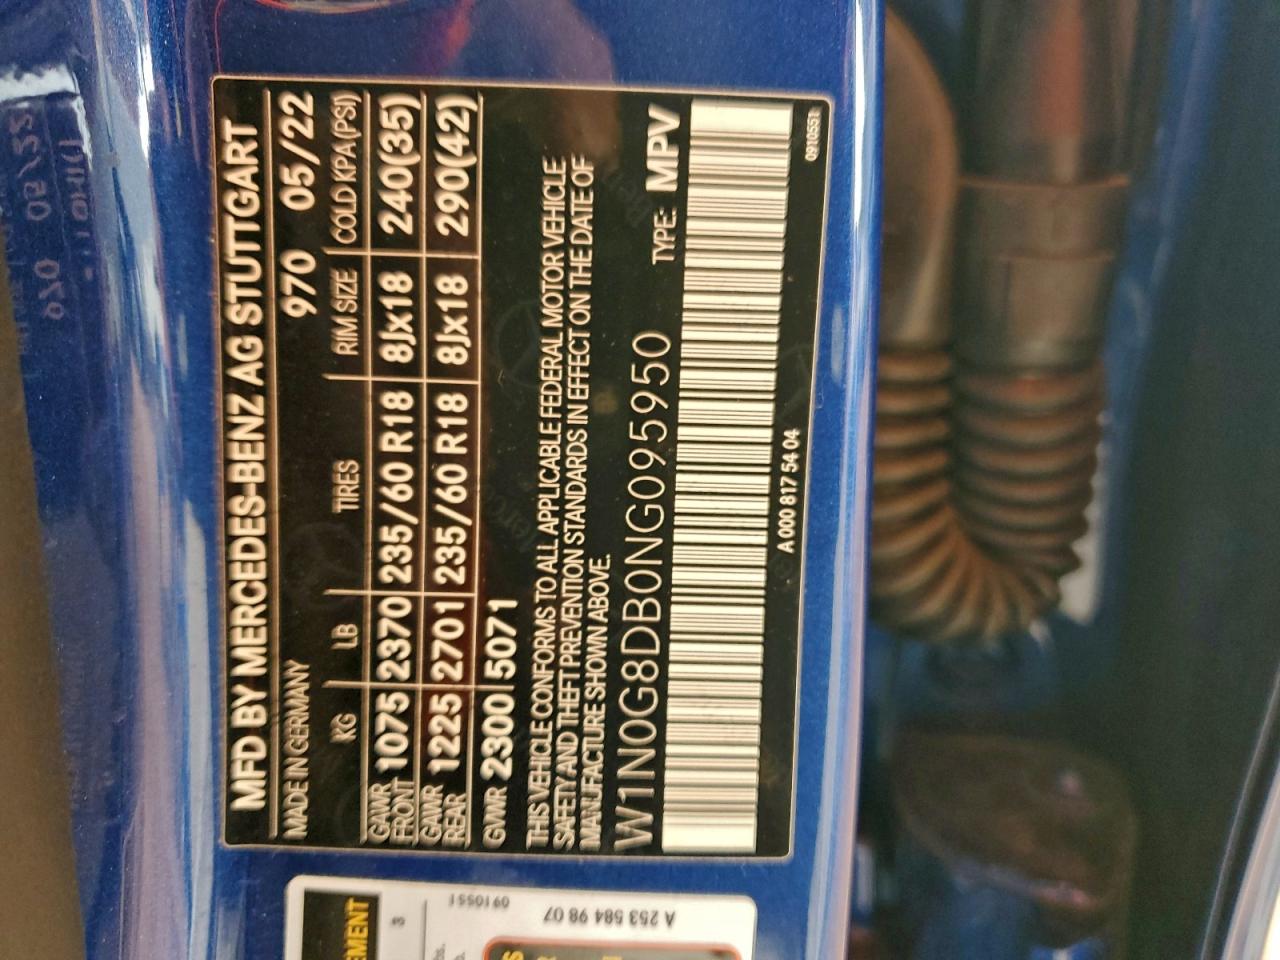 MFD BY MERCEDES-BENZ AG STUTTGART
MADE IN GERMANY 970 05/22
KG LB TIRES RIM SIZE COLD KPA(PSI)
GAWR FRONT 1075 2370 235/60 R18 8Jx18 240(35)
GAWR REAR 1225 2701 235/60 R18 8Jx18 290(42)
GVWR 2300 5071
THIS VEHICLE CONFORMS TO ALL APPLICABLE FEDERAL MOTOR VEHICLE
SAFETY AND THEFT PREVENTION STANDARDS IN EFFECT ON THE DATE OF
MANUFACTURE SHOWN ABOVE.
W1N0G8DB0NG095950 TYPE: MPV
A 000 817 54 04 0910551
EMENT
3
0910551
A 253 584 98 07